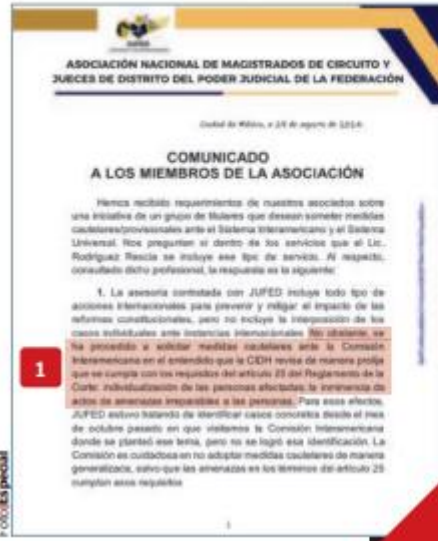 ASOCIACIÓN NACIONAL DE MAGISTRADOS DE CIRCUITO Y
JUECES DE DISTRITO DEL PODER JUDICIAL DE LA FEDERACIÓN
Ciudad de México, a de agosto de 2024.
COMUNICADO
A LOS MIEMBROS DE LA ASOCIACIÓN
Hemos recibido requerimientos de nuestros asociados sobre
una iniciativa de un grupo de titulares que desean someter medidas
cautelares/provisionales ante el Sistema Interamericano y el Sistema
Universal. Nos preguntan si dentro de los servicios que el Lic.
Rodríguez Rescia se incluye ese tipo de servicio. Al respecto,
consultado dicho profesional, la respuesta es la siguiente:
1. La asesoría contratada con JUFED incluye todo tipo de
acciones internacionales para prevenir y mitigar el impacto de las
reformas constitucionales, pero no incluye la interposición de los
casos individuales ante instancias internacionales. No obstante, se
ha procedido a solicitar medidas cautelares ante la Comisión
Interamericana en el entendido que la CIDH revisa de manera prolija
que se cumpla con los requisitos del artículo 25 del Reglamento de la
Corte: individualización de las personas afectadas; la inminencia de
actos de amenazas irreparables a las personas. Para esos efectos,
JUFED estuvo tratando de identificar casos concretos desde el mes
de octubre pasado en que visitamos la Comisión Interamericana
donde se planteó ese tema, pero no se logró esa identificación. La
Comisión es cuidadosa en no adoptar medidas cautelares de manera
generalizada, salvo que las amenazas en los términos del artículo 25
cumplan esos requisitos
1
1
Foto: Especial